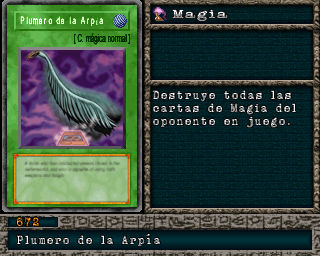 Plumero de la Arpía
[C. mágica normal]
Magia
Destruye todas las
cartas de Magia del
oponente en juego.
672
Plumero de la Arpía